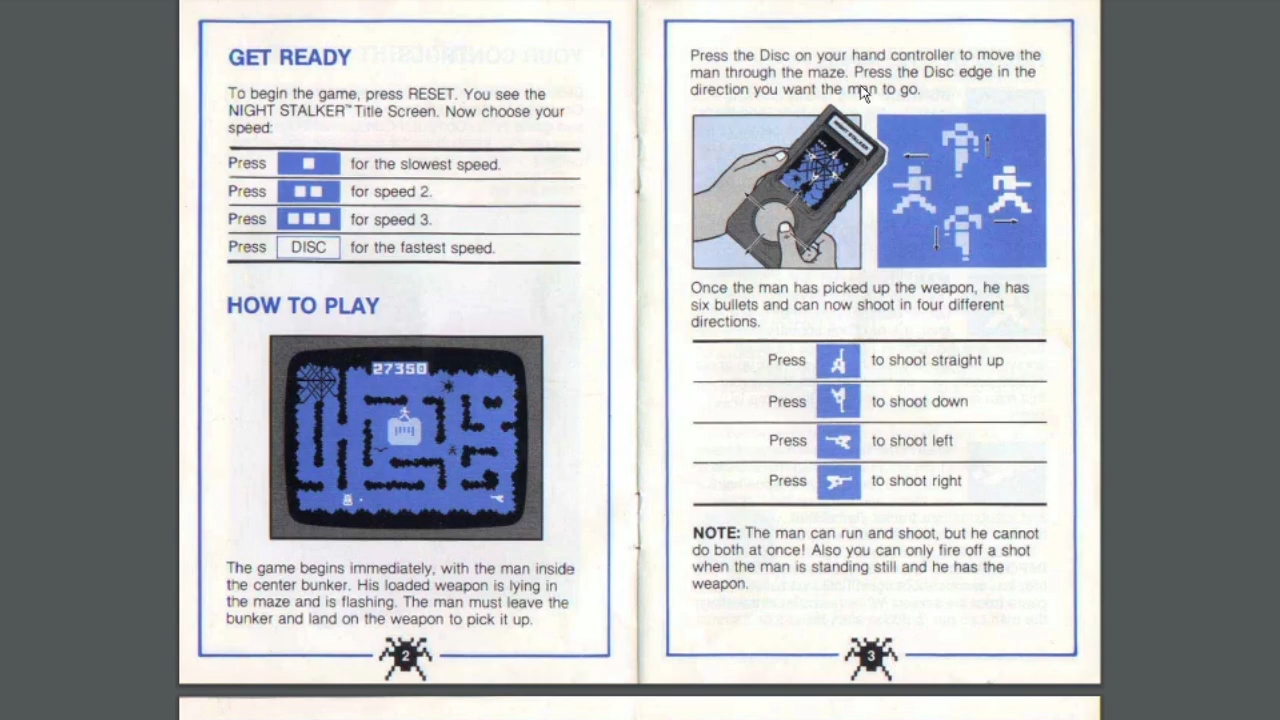 GET READY
To begin the game, press RESET. You see the
NIGHT STALKER™ Title Screen. Now choose your
speed:
Press for the slowest speed.
Press for speed 2.
Press for speed 3.
Press DISC for the fastest speed.
HOW TO PLAY
27350
The game begins immediately, with the man inside
the center bunker. His loaded weapon is lying in
the maze and is flashing. The man must leave the
bunker and land on the weapon to pick it up.
2
Press the Disc on your hand controller to move the
man through the maze. Press the Disc edge in the
direction you want the man to go.
NIGHT STALKER
Once the man has picked up the weapon, he has
six bullets and can now shoot in four different
directions.
Press to shoot straight up
Press to shoot down
Press to shoot left
Press to shoot right
NOTE: The man can run and shoot, but he cannot
do both at once! Also you can only fire off a shot
when the man is standing still and he has the
weapon.
3